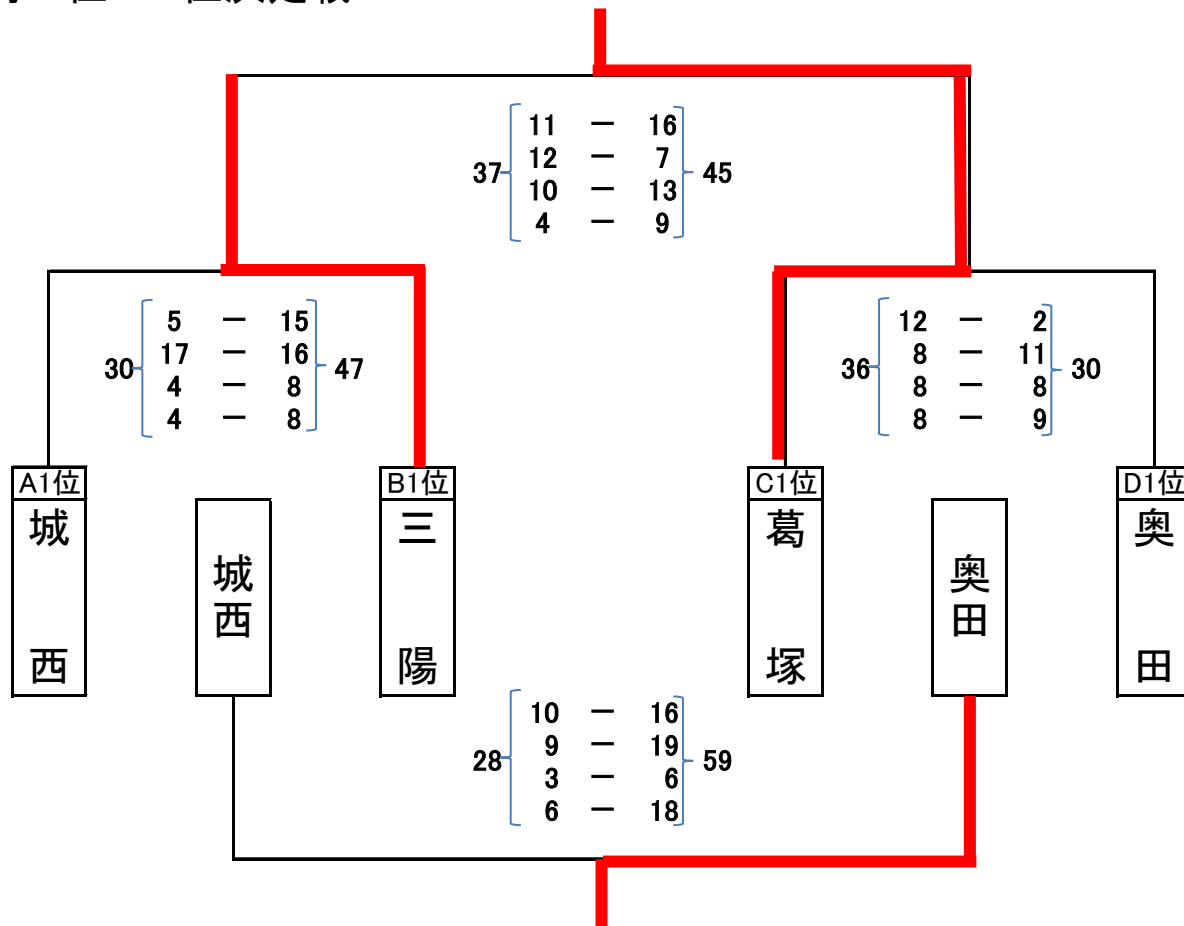 11 ー 16
12 ー 7
37 45
10 ー 13
4 ー 9
5 ー 15
17 ー 16
30 47
4 ー 8
4 ー 8
12 ー 2
8 ー 11
36 30
8 ー 8
8 ー 9
A1位
城西
城西
B1位
三陽
C1位
葛塚
奥田
D1位
奥田
10 ー 16
9 ー 19
28 59
3 ー 6
6 ー 18